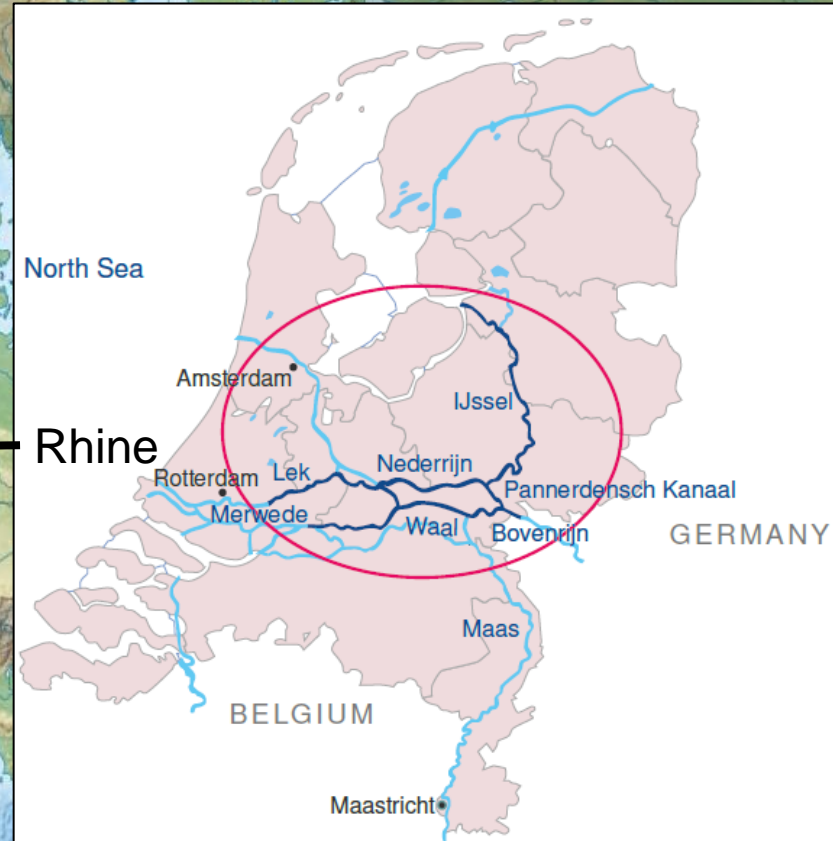 North Sea
Amsterdam
IJssel
Rhine
Rotterdam
Lek
Nederrijn
Pannerdensch Kanaal
Merwede
Waal
Bovenrijn
GERMANY
Maas
BELGIUM
Maastricht